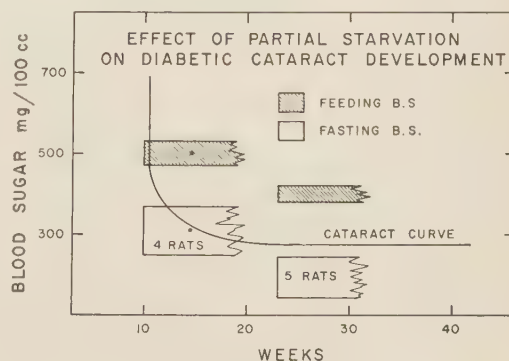 EFFECT OF PARTIAL STARVATION
ON DIABETIC CATARACT DEVELOPMENT
BLOOD SUGAR mg/100 cc
700
500
300
FEEDING B.S
FASTING B.S.
4 RATS
CATARACT CURVE
5 RATS
10
20
30
40
WEEKS